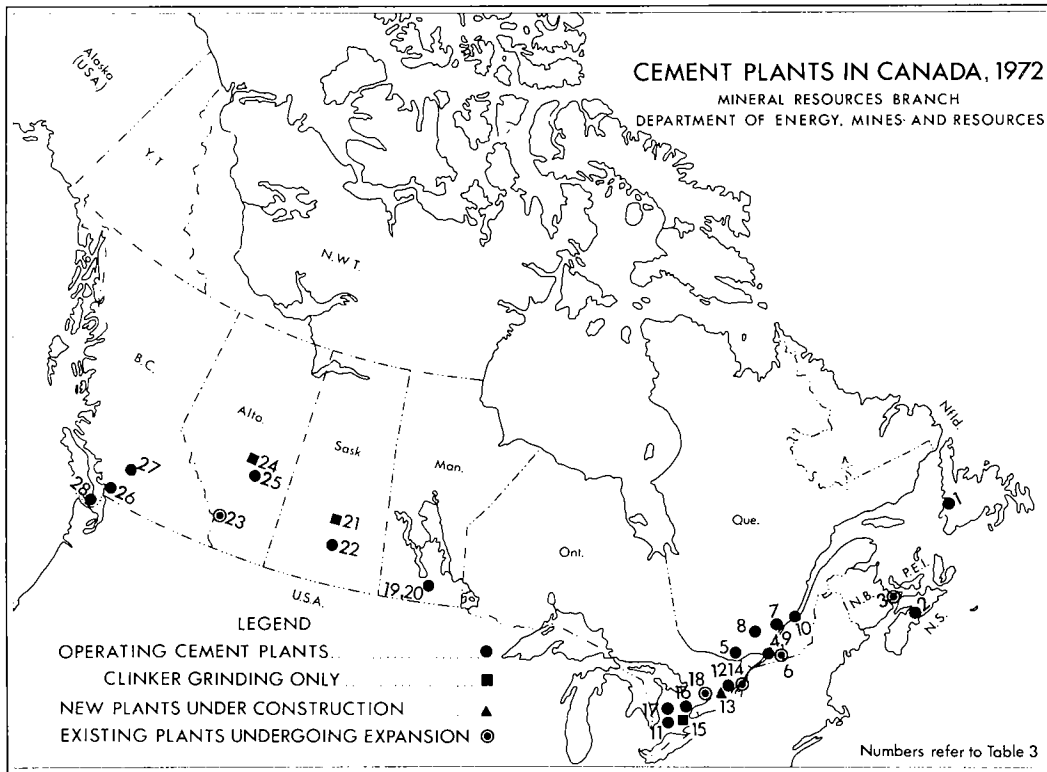 CEMENT PLANTS IN CANADA, 1972
MINERAL RESOURCES BRANCH
DEPARTMENT OF ENERGY, MINES AND RESOURCES
Alaska
(USA)
Y.T.
N.W.T.
B.C.
Alta.
Sask
Man.
Ont.
Que.
Nfld.
P.E.I.
N.B.
N.S.
U.S.A.
27
28
26
24
25
23
21
22
19,20
1
2
3
7
8
10
4,9
5
6
12
14
18
13
16
17
11
15
LEGEND
OPERATING CEMENT PLANTS
CLINKER GRINDING ONLY
NEW PLANTS UNDER CONSTRUCTION
EXISTING PLANTS UNDERGOING EXPANSION
Numbers refer to Table 3